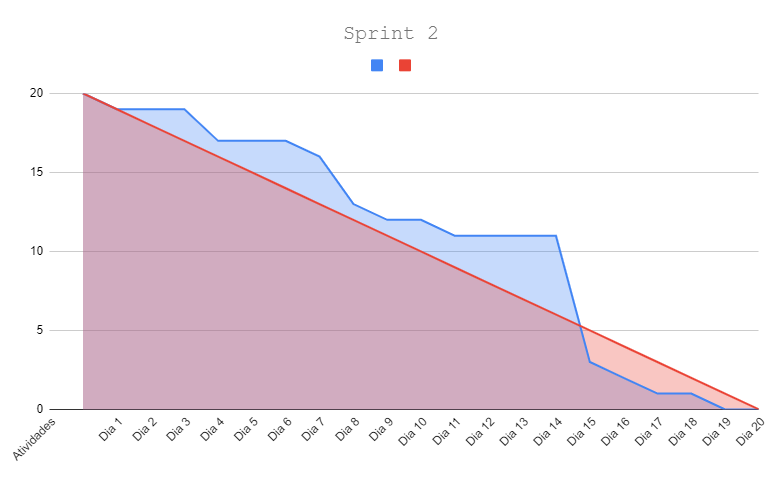 Sprint 2
20
15
10
5
0
Atividades
Dia 1
Dia 2
Dia 3
Dia 4
Dia 5
Dia 6
Dia 7
Dia 8
Dia 9
Dia 10
Dia 11
Dia 12
Dia 13
Dia 14
Dia 15
Dia 16
Dia 17
Dia 18
Dia 19
Dia 20